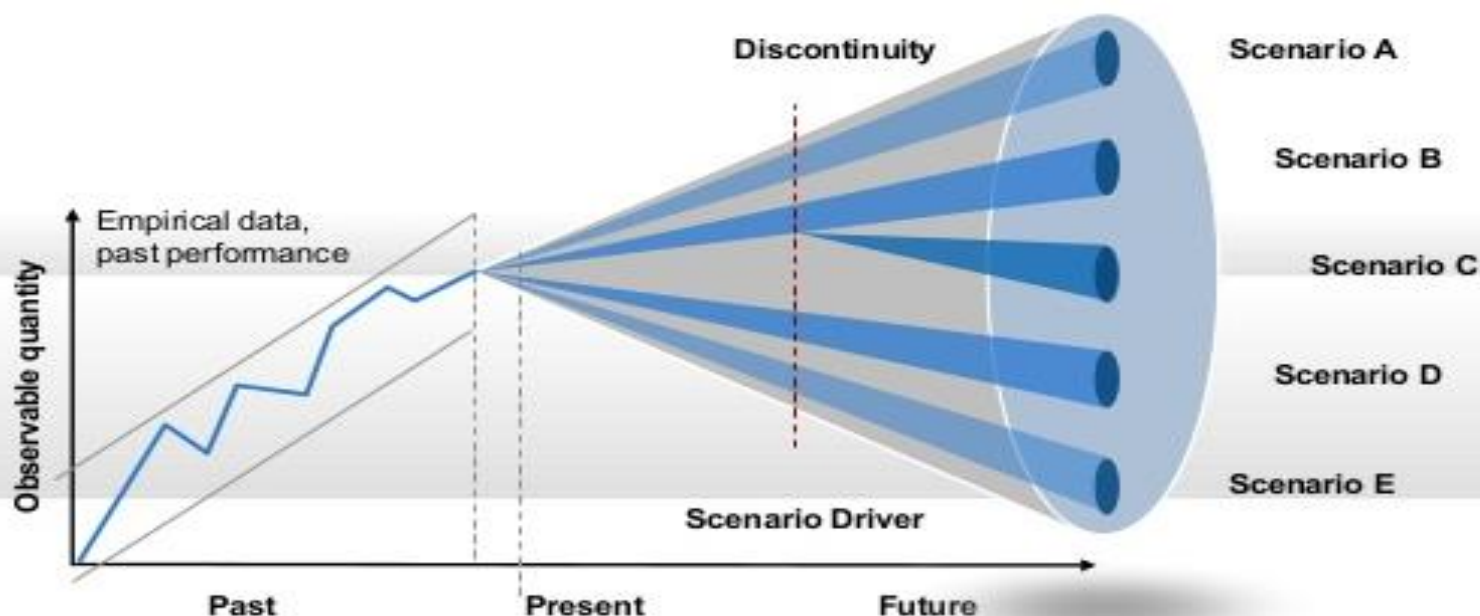 Discontinuity
Scenario A
Scenario B
Empirical data,
past performance
Scenario C
Observable quantity
Scenario D
Scenario E
Scenario Driver
Past
Present
Future